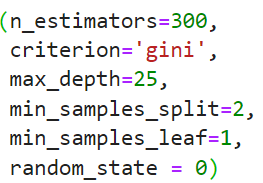 (n_estimators=300,
criterion='gini',
max_depth=25,
min_samples_split=2,
min_samples_leaf=1,
random_state = 0)